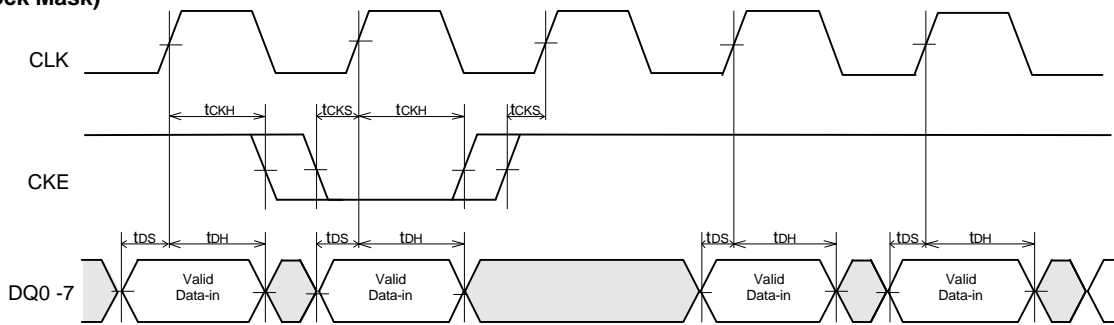 ock Mask)
CLK
tCKH tCKS tCKH tCKS
CKE
tDS tDH tDS tDH tDS tDH tDS tDH
Valid Valid Valid Valid
DQ0 -7
Data-in Data-in Data-in Data-in